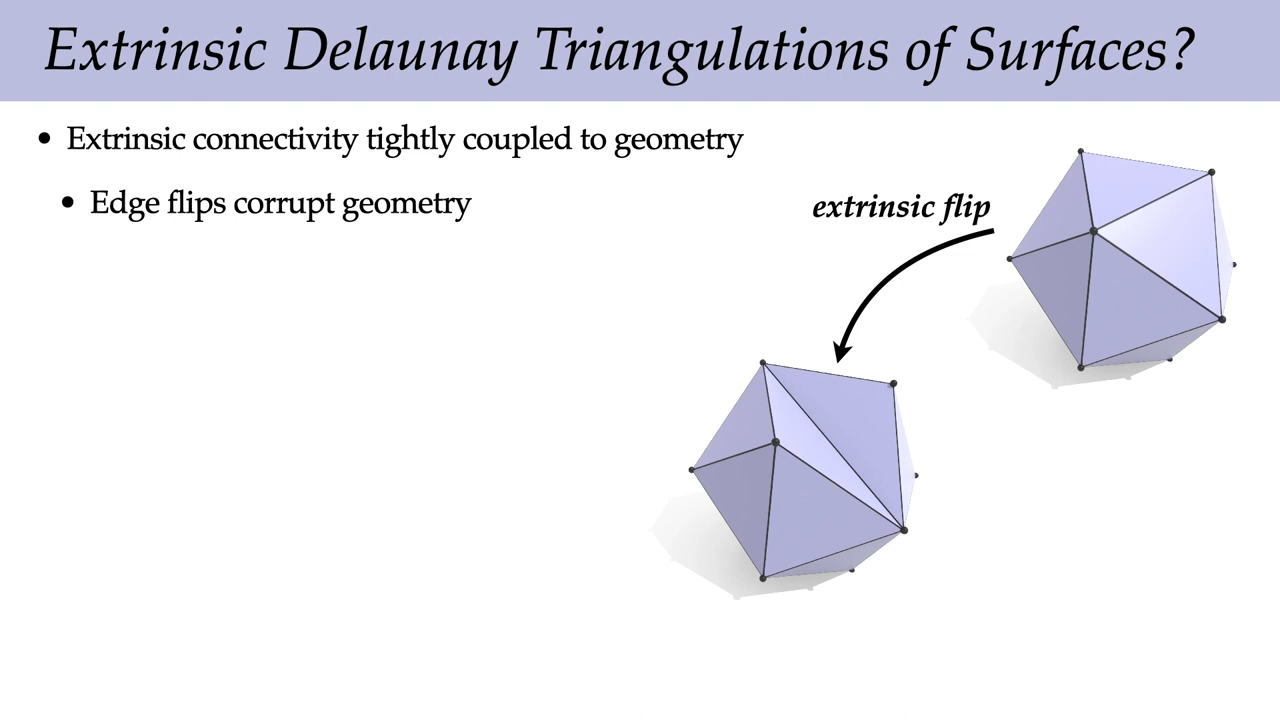 Extrinsic Delaunay Triangulations of Surfaces?
• Extrinsic connectivity tightly coupled to geometry
• Edge flips corrupt geometry
extrinsic flip